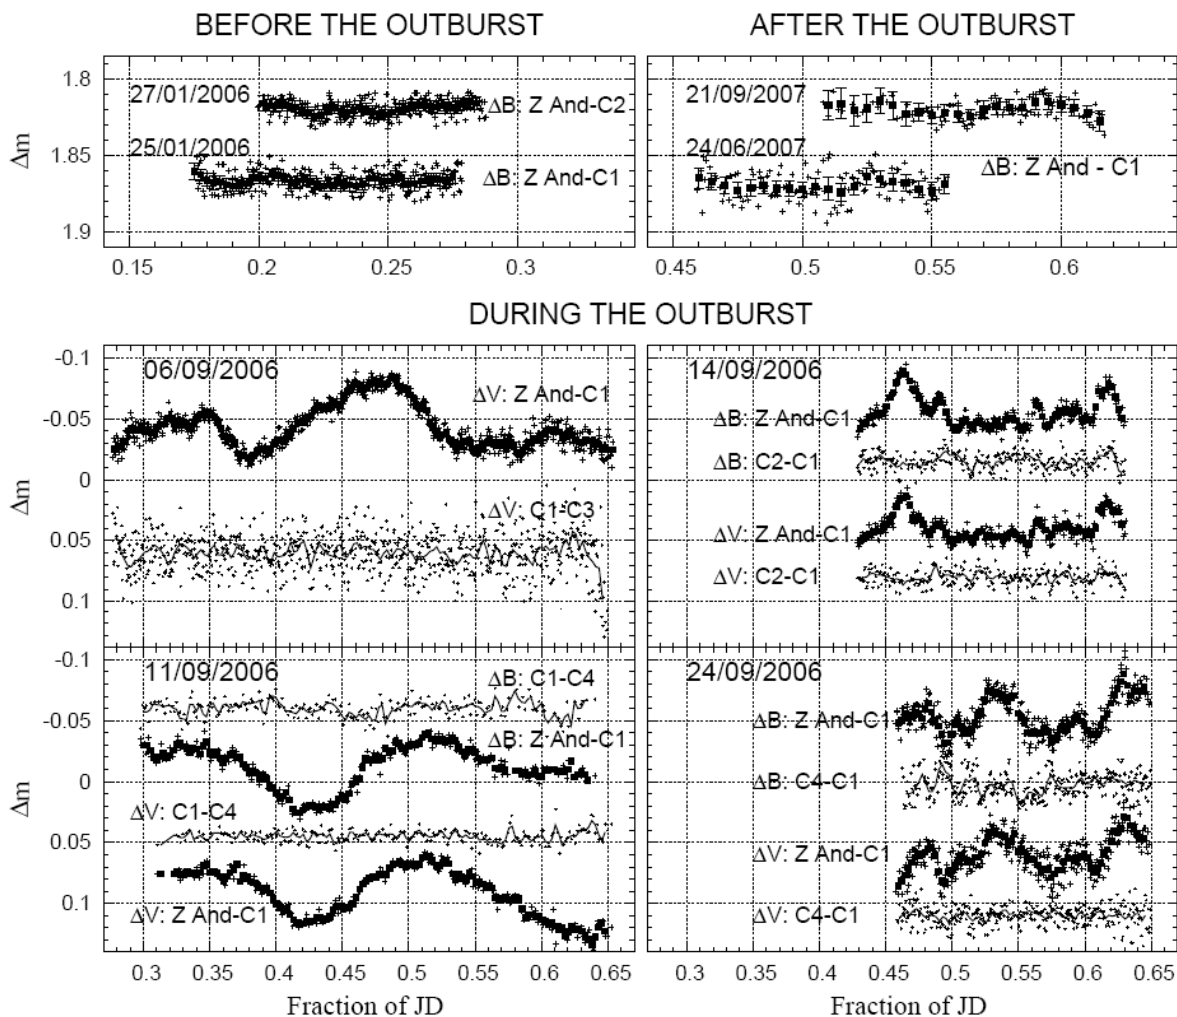 BEFORE THE OUTBURST
AFTER THE OUTBURST
1.8
1.85
1.9
Δm
27/01/2006
ΔB: Z And-C2
25/01/2006
ΔB: Z And-C1
0.15
0.2
0.25
0.3
21/09/2007
24/06/2007
ΔB: Z And - C1
0.45
0.5
0.55
0.6
DURING THE OUTBURST
-0.1
-0.05
0
0.05
0.1
Δm
06/09/2006
ΔV: Z And-C1
ΔV: C1-C3
14/09/2006
ΔB: Z And-C1
ΔB: C2-C1
ΔV: Z And-C1
ΔV: C2-C1
-0.1
-0.05
0
0.05
0.1
Δm
11/09/2006
ΔB: C1-C4
ΔB: Z And-C1
ΔV: C1-C4
ΔV: Z And-C1
24/09/2006
ΔB: Z And-C1
ΔB: C4-C1
ΔV: Z And-C1
ΔV: C4-C1
0.3
0.35
0.4
0.45
0.5
0.55
0.6
0.65
Fraction of JD
0.3
0.35
0.4
0.45
0.5
0.55
0.6
0.65
Fraction of JD